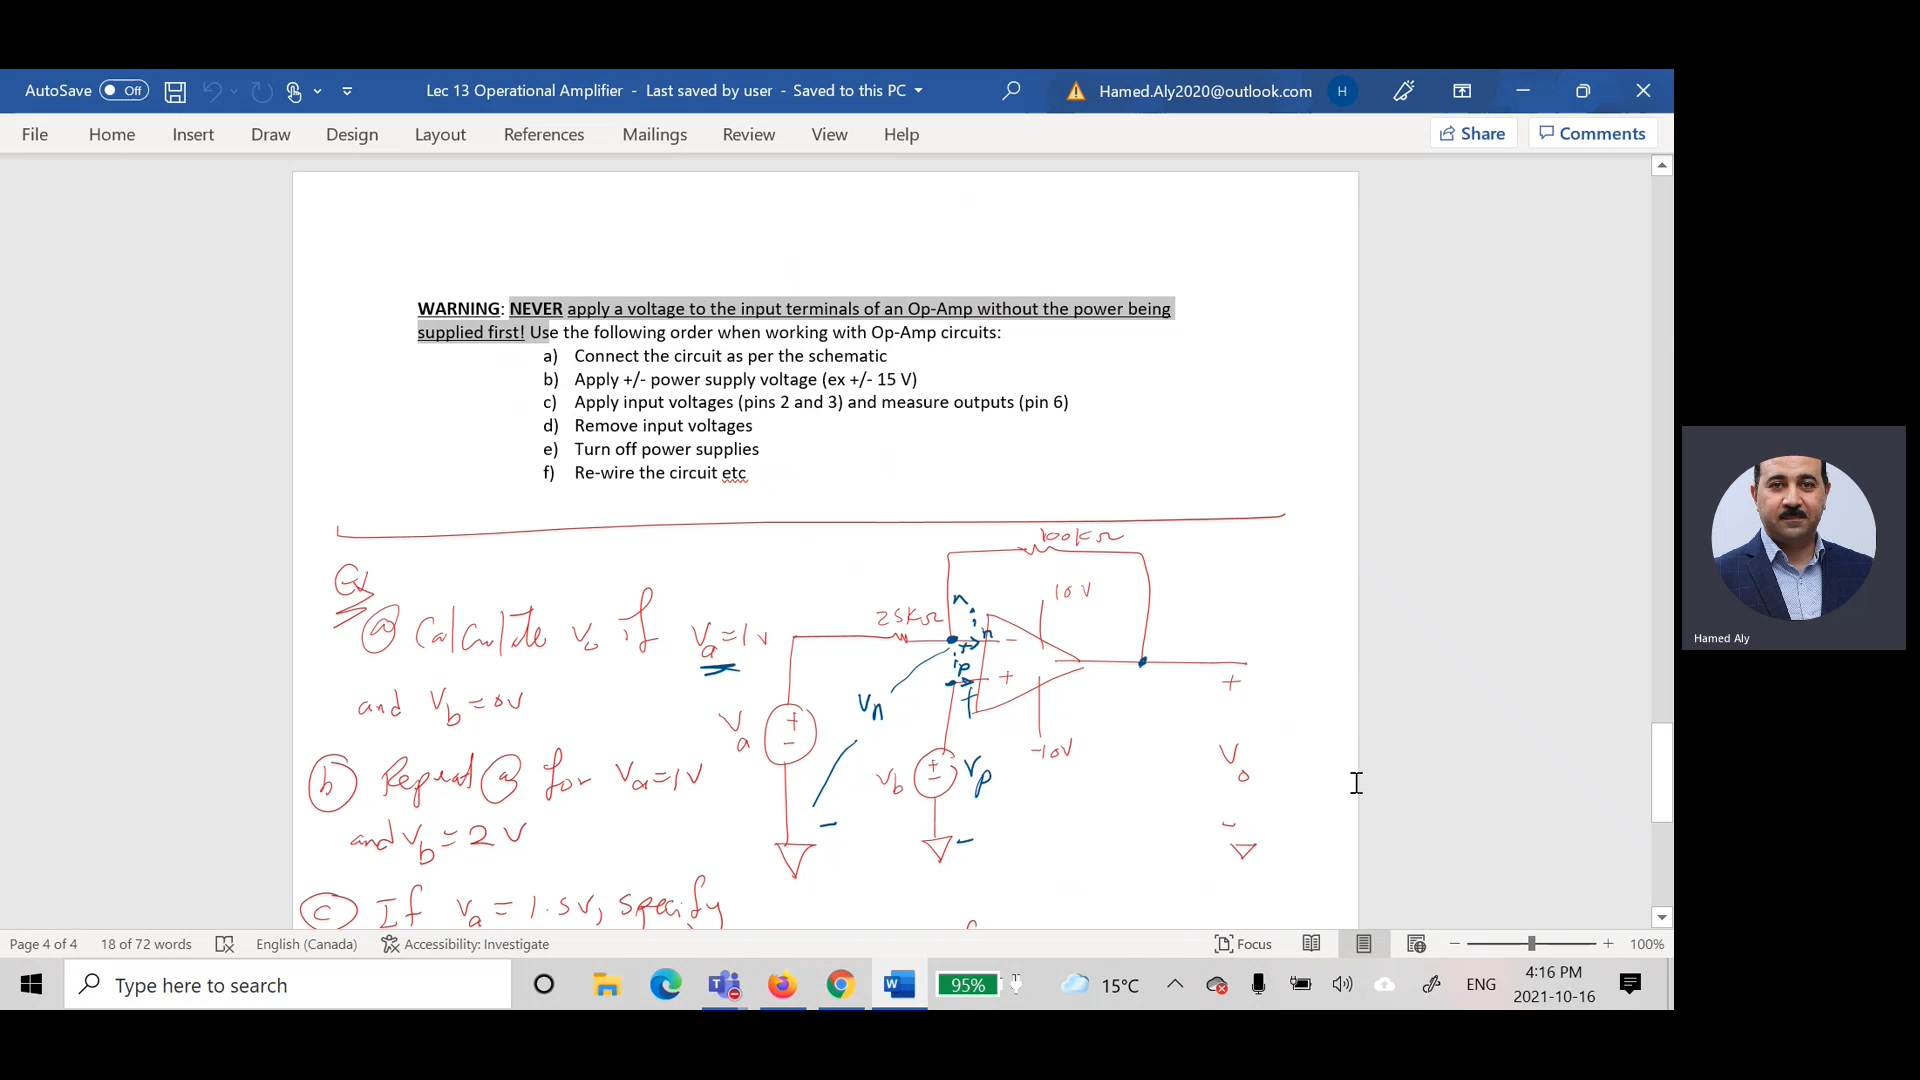 AutoSave Off Lec 13 Operational Amplifier - Last saved by user - Saved to this PC Hamed.Aly2020@outlook.com H
File Home Insert Draw Design Layout References Mailings Review View Help Share Comments
WARNING: NEVER apply a voltage to the input terminals of an Op-Amp without the power being
supplied first! Use the following order when working with Op-Amp circuits:
a) Connect the circuit as per the schematic
b) Apply +/- power supply voltage (ex +/- 15 V)
c) Apply input voltages (pins 2 and 3) and measure outputs (pin 6)
d) Remove input voltages
e) Turn off power supplies
f) Re-wire the circuit etc
100KΩ
Ex
10V
n
25KΩ
n
-
ⓐ Calculate Vo if Va=1V
ip
+
+
and Vb=0V
Vn
Va
+
-
-10V
Vb
+
-
Vp
Vo
ⓑ Repeat ⓐ for Va=1V
and Vb=2V
-
-
-
ⓒ If Va=1.5V, specify
Hamed Aly
Page 4 of 4 18 of 72 words English (Canada) Accessibility: Investigate Focus - + 100%
Type here to search 95% 15°C ENG 4:16 PM
2021-10-16